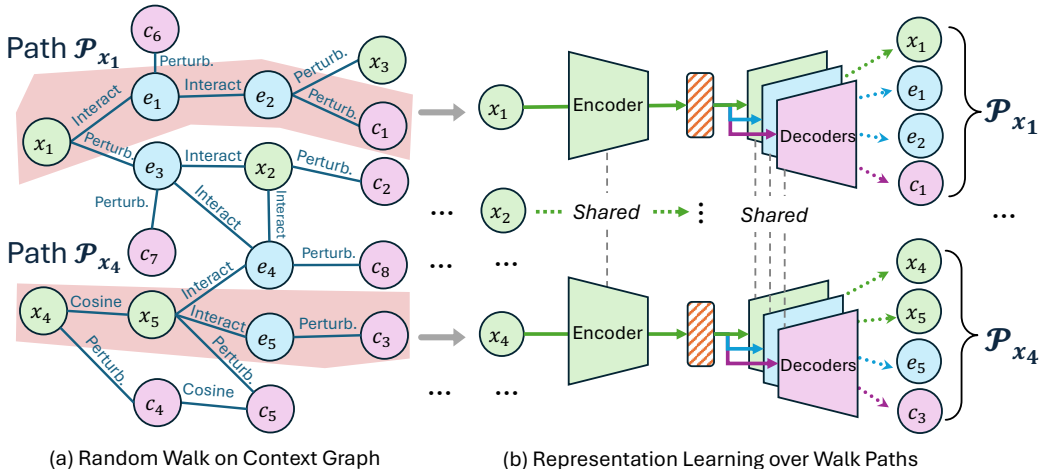 c6
Path 𝓟x1
Perturb.
Perturb.
x3
Interact
e1
Interact
e2
Perturb.
c1
x1
Perturb.
e3
Interact
x2
Perturb.
c2
Perturb.
Interact
Interact
c7
e4
Perturb.
c8
Path 𝓟x4
Interact
x4
Cosine
x5
Interact
e5
Perturb.
c3
Perturb.
Perturb.
c4
Cosine
c5
(a) Random Walk on Context Graph
x1
Encoder
Decoders
x1
e1
e2
c1
𝓟x1
...
... x2
Shared
⋮
Shared
...
... ...
x4
Encoder
Decoders
x4
x5
e5
c3
𝓟x4
... ...
(b) Representation Learning over Walk Paths